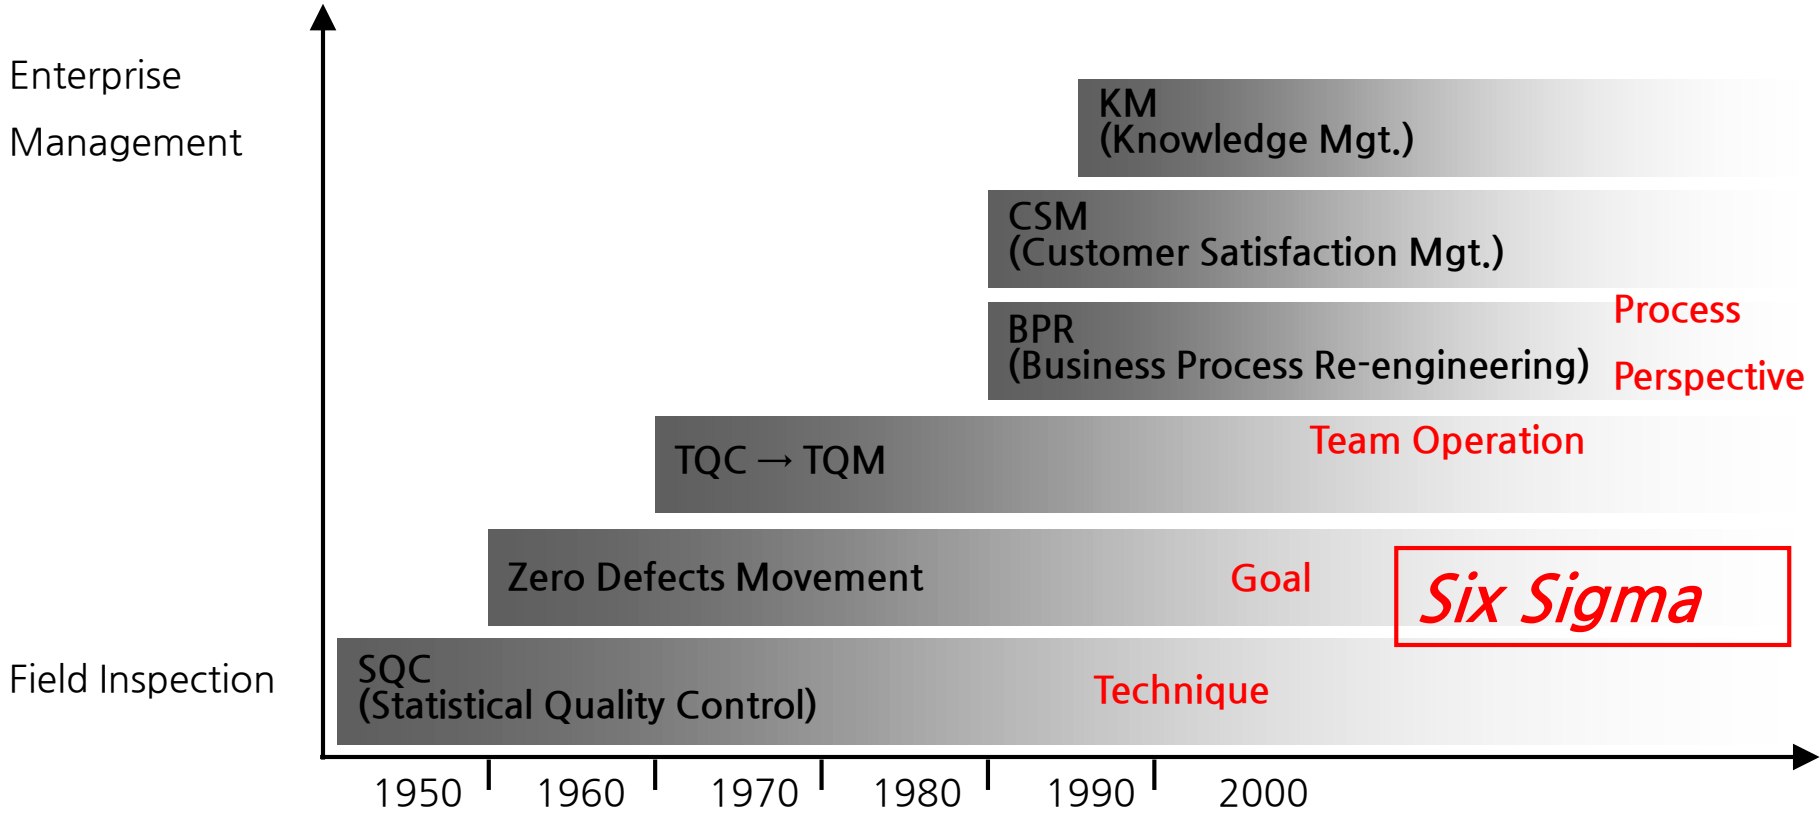 Enterprise
Management
KM
(Knowledge Mgt.)
CSM
(Customer Satisfaction Mgt.)
BPR
(Business Process Re-engineering)
Process
Perspective
TQC → TQM
Team Operation
Zero Defects Movement
Goal
Six Sigma
Field Inspection
SQC
(Statistical Quality Control)
Technique
1950 1960 1970 1980 1990 2000